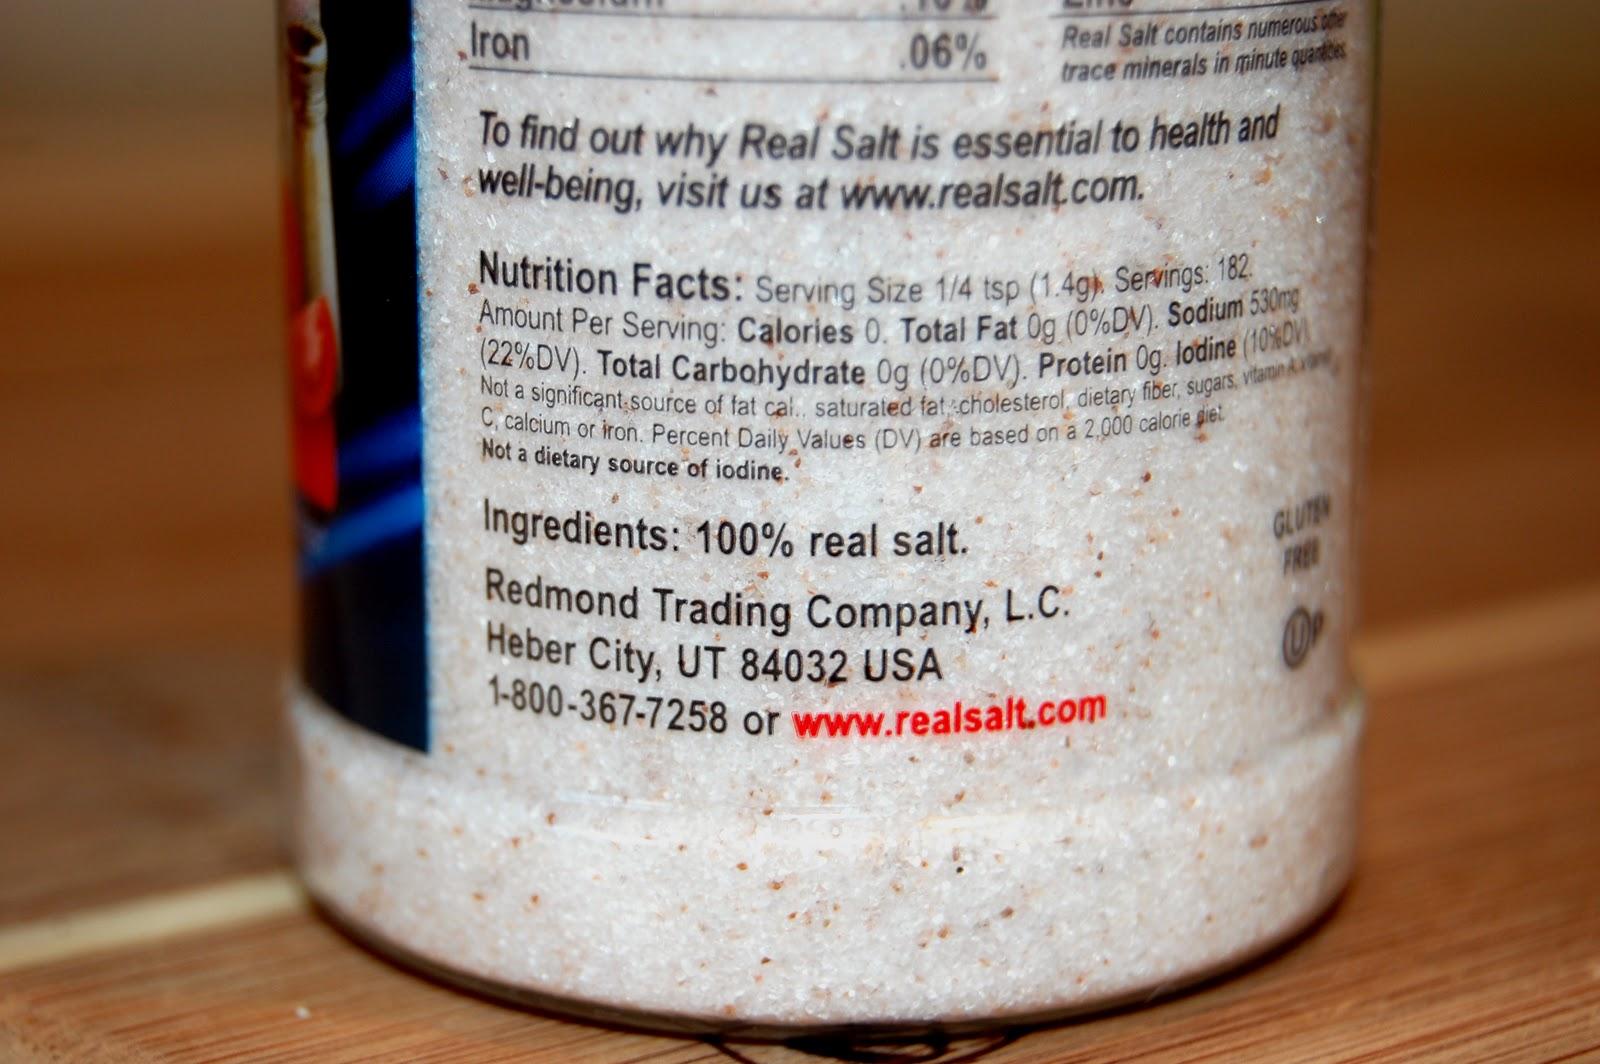 Iron .06%
Real Salt contains numerous other
trace minerals in minute quantities.
To find out why Real Salt is essential to health and
well-being, visit us at www.realsalt.com.
Nutrition Facts: Serving Size 1/4 tsp (1.4g). Servings: 182.
Amount Per Serving: Calories 0. Total Fat 0g (0%DV). Sodium 530mg
(22%DV). Total Carbohydrate 0g (0%DV). Protein 0g. Iodine (10%DV).
Not a significant source of fat cal., saturated fat, cholesterol, dietary fiber, sugars, vitamin A,
C, calcium or iron. Percent Daily Values (DV) are based on a 2,000 calorie diet.
Not a dietary source of iodine.
Ingredients: 100% real salt.
Redmond Trading Company, L.C.
Heber City, UT 84032 USA
1-800-367-7258 or www.realsalt.com
GLUTEN
FREE
U P